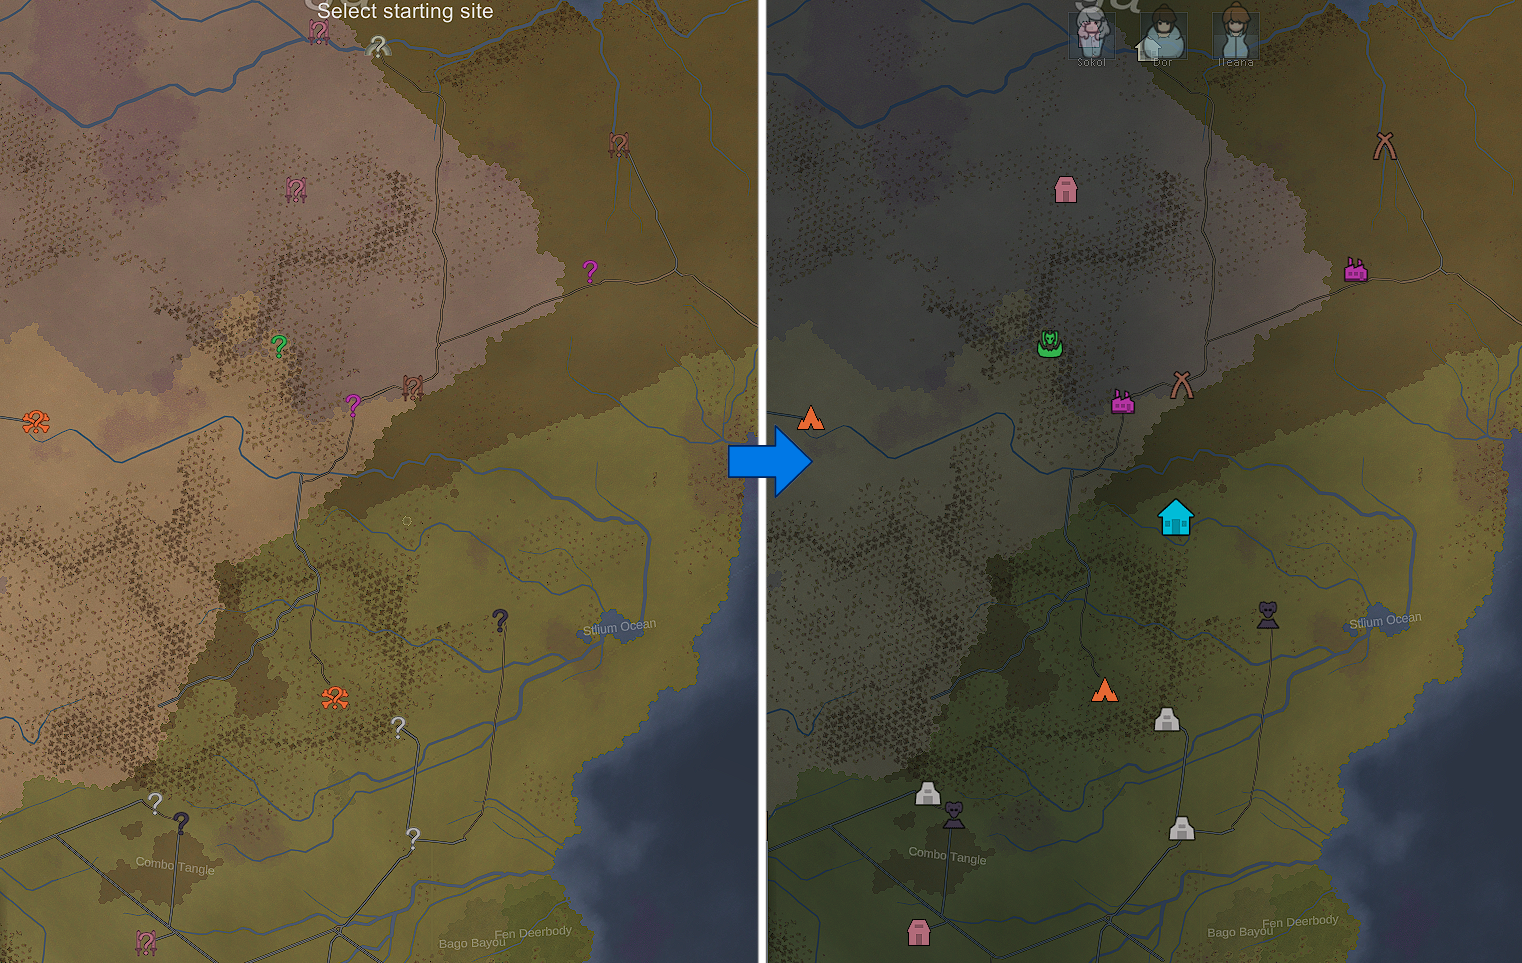 Select starting site
Sokol
Dor
Ileana
Stlium Ocean
Combo Tangle
Bago Bayou
Fen Deerbody
Stlium Ocean
Combo Tangle
Bago Bayou
Fen Deerbody